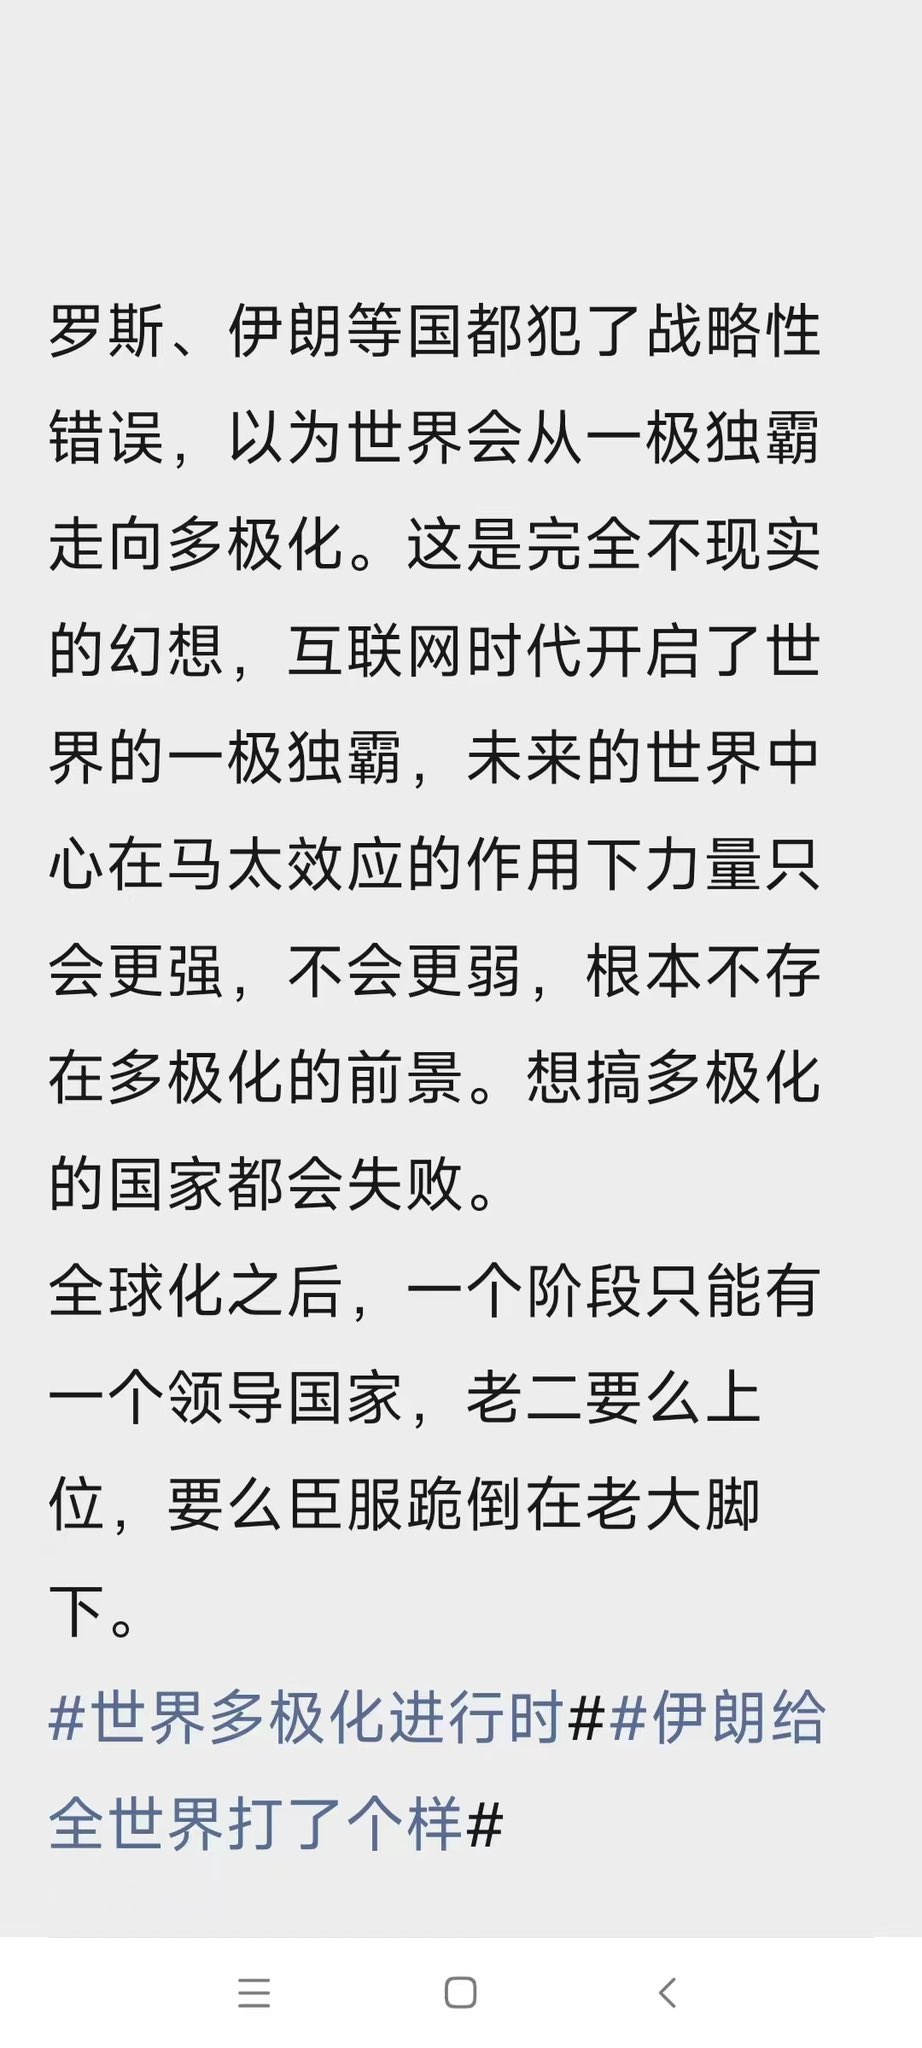 罗斯、伊朗等国都犯了战略性
错误，以为世界会从一极独霸
走向多极化。这是完全不现实
的幻想，互联网时代开启了世
界的一极独霸，未来的世界中
心在马太效应的作用下力量只
会更强，不会更弱，根本不存
在多极化的前景。想搞多极化
的国家都会失败。
全球化之后，一个阶段只能有
一个领导国家，老二要么上
位，要么臣服跪倒在老大脚
下。
#世界多极化进行时##伊朗给
全世界打了个样#